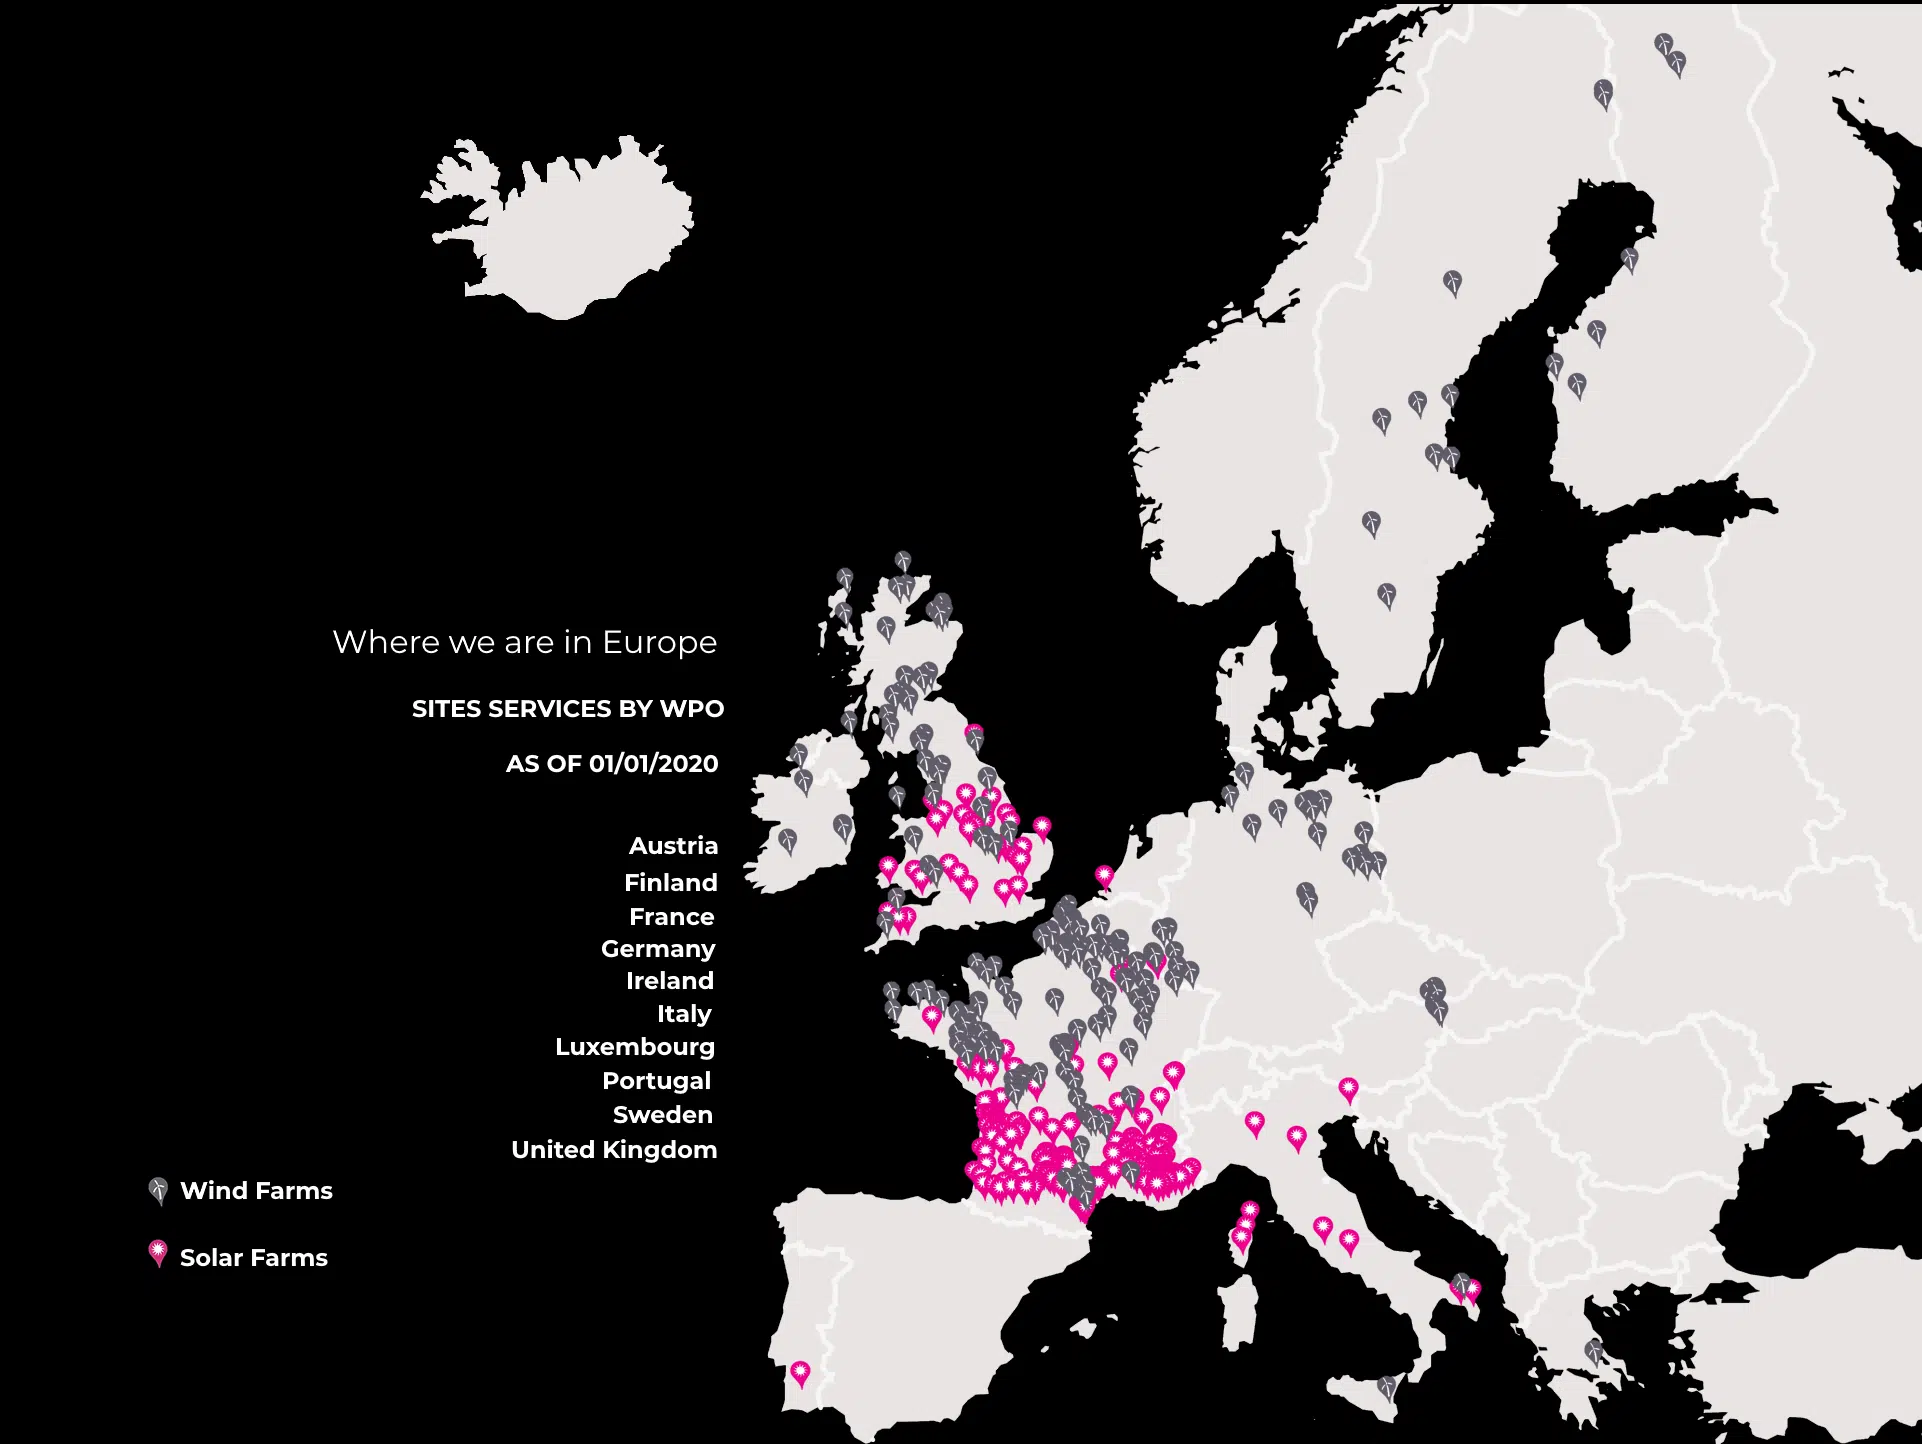 Where we are in Europe
SITES SERVICES BY WPO
AS OF 01/01/2020
Austria
Finland
France
Germany
Ireland
Italy
Luxembourg
Portugal
Sweden
United Kingdom
Wind Farms
Solar Farms